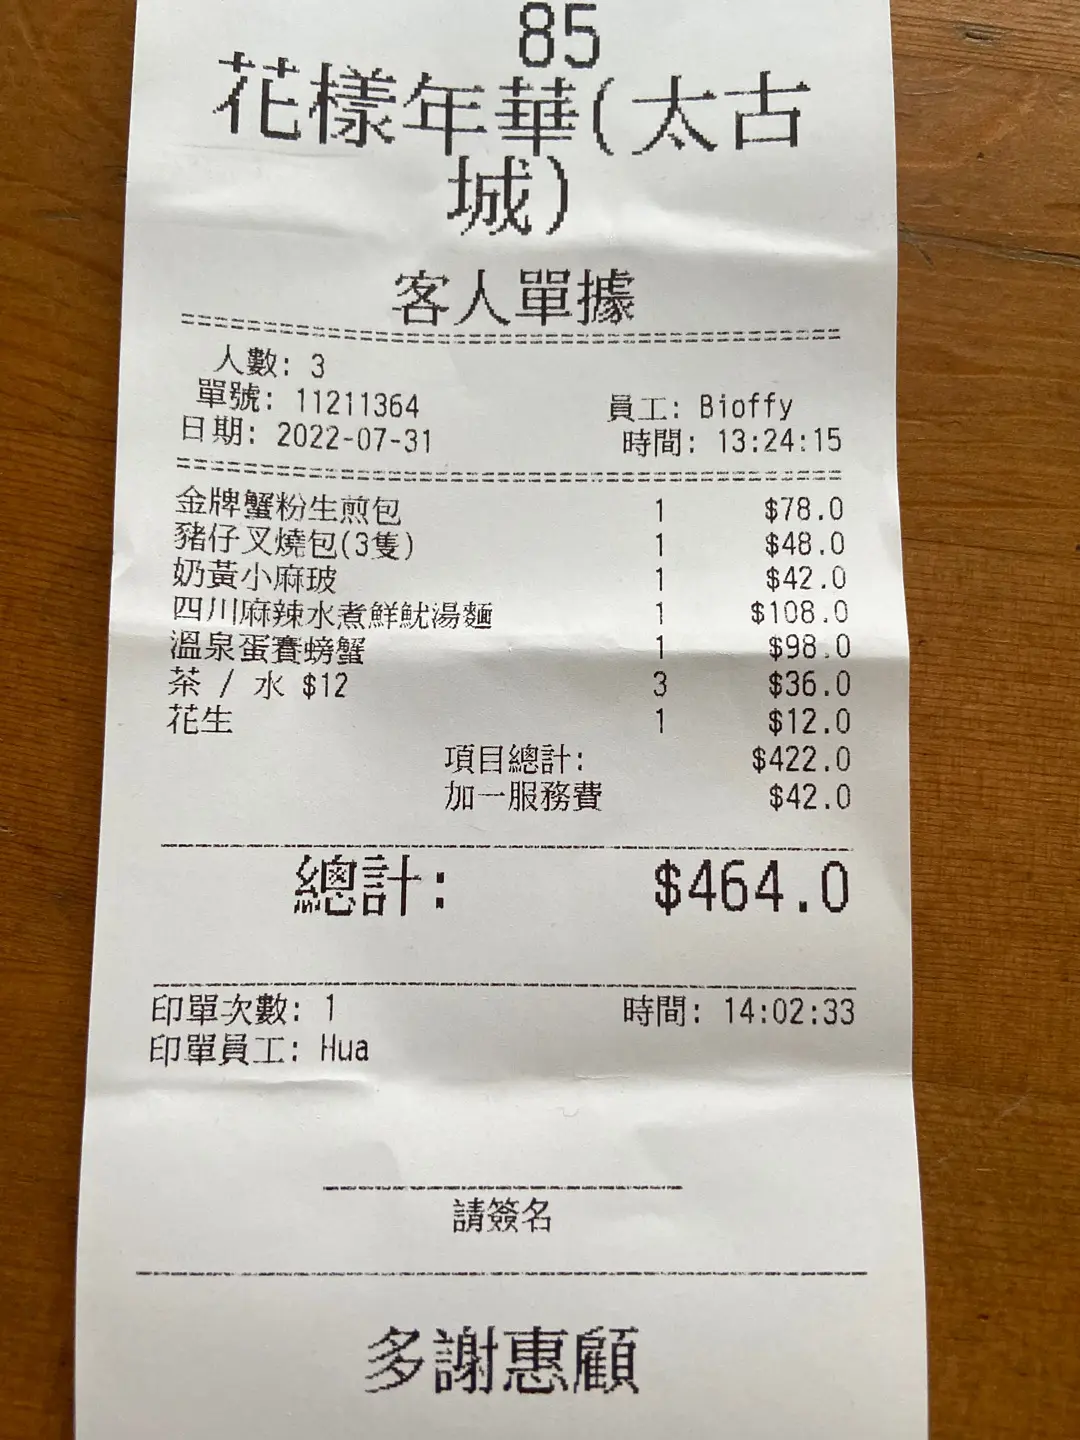 85
花樣年華(太古
城)
客人單據
人數: 3
單號: 11211364 員工: Bioffy
日期: 2022-07-31 時間: 13:24:15
金牌蟹粉生煎包 1 $78.0
豬仔叉燒包(3隻) 1 $48.0
奶黃小麻玻 1 $42.0
四川麻辣水煮鮮魷湯麵 1 $108.0
溫泉蛋賽螃蟹 1 $98.0
茶 / 水 $12 3 $36.0
花生 1 $12.0
項目總計: $422.0
加一服務費 $42.0
總計: $464.0
印單次數: 1 時間: 14:02:33
印單員工: Hua
請簽名
多謝惠顧